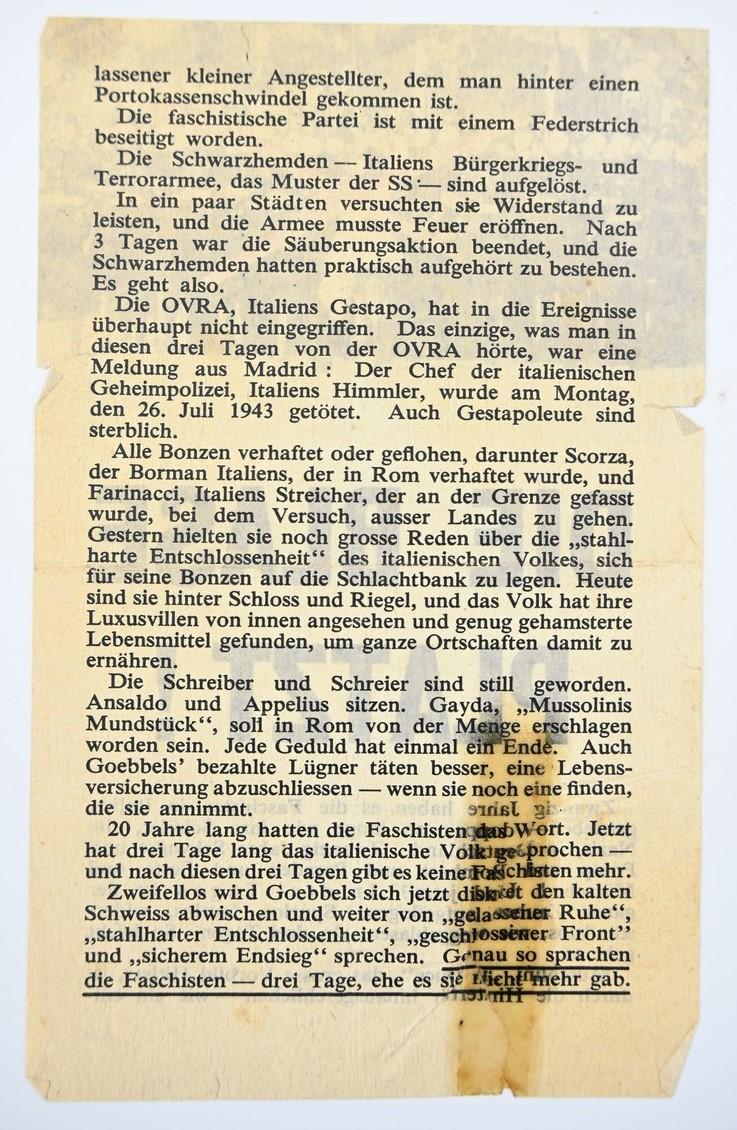 lassener kleiner Angestellter, dem man hinter einen
Portokassenschwindel gekommen ist.
Die faschistische Partei ist mit einem Federstrich
beseitigt worden.
Die Schwarzhemden — Italiens Bürgerkriegs- und
Terrorarmee, das Muster der SS — sind aufgelöst.
In ein paar Städten versuchten sie Widerstand zu
leisten, und die Armee musste Feuer eröffnen. Nach
3 Tagen war die Säuberungsaktion beendet, und die
Schwarzhemden hatten praktisch aufgehört zu bestehen.
Es geht also.
Die OVRA, Italiens Gestapo, hat in die Ereignisse
überhaupt nicht eingegriffen. Das einzige, was man in
diesen drei Tagen von der OVRA hörte, war eine
Meldung aus Madrid : Der Chef der italienischen
Geheimpolizei, Italiens Himmler, wurde am Montag,
den 26. Juli 1943 getötet. Auch Gestapoleute sind
sterblich.
Alle Bonzen verhaftet oder geflohen, darunter Scorza,
der Borman Italiens, der in Rom verhaftet wurde, und
Farinacci, Italiens Streicher, der an der Grenze gefasst
wurde, bei dem Versuch, ausser Landes zu gehen.
Gestern hielten sie noch grosse Reden über die „stahl-
harte Entschlossenheit“ des italienischen Volkes, sich
für seine Bonzen auf die Schlachtbank zu legen. Heute
sind sie hinter Schloss und Riegel, und das Volk hat ihre
Luxusvillen von innen angesehen und genug gehamsterte
Lebensmittel gefunden, um ganze Ortschaften damit zu
ernähren.
Die Schreiber und Schreier sind still geworden.
Ansaldo und Appelius sitzen. Gayda, „Mussolinis
Mundstück“, soll in Rom von der Menge erschlagen
worden sein. Jede Geduld hat einmal ein Ende. Auch
Goebbels’ bezahlte Lügner täten besser, eine Lebens-
versicherung abzuschliessen — wenn sie noch eine finden,
die sie annimmt.
20 Jahre lang hatten die Faschisten das Wort. Jetzt
hat drei Tage lang das italienische Volk gesprochen —
und nach diesen drei Tagen gibt es keine Faschisten mehr.
Zweifellos wird Goebbels sich jetzt diskret den kalten
Schweiss abwischen und weiter von „gelassener Ruhe“,
„stahlharter Entschlossenheit“, „geschlossener Front”
und „sicherem Endsieg“ sprechen. Genau so sprachen
die Faschisten — drei Tage, ehe es sie nicht mehr gab.